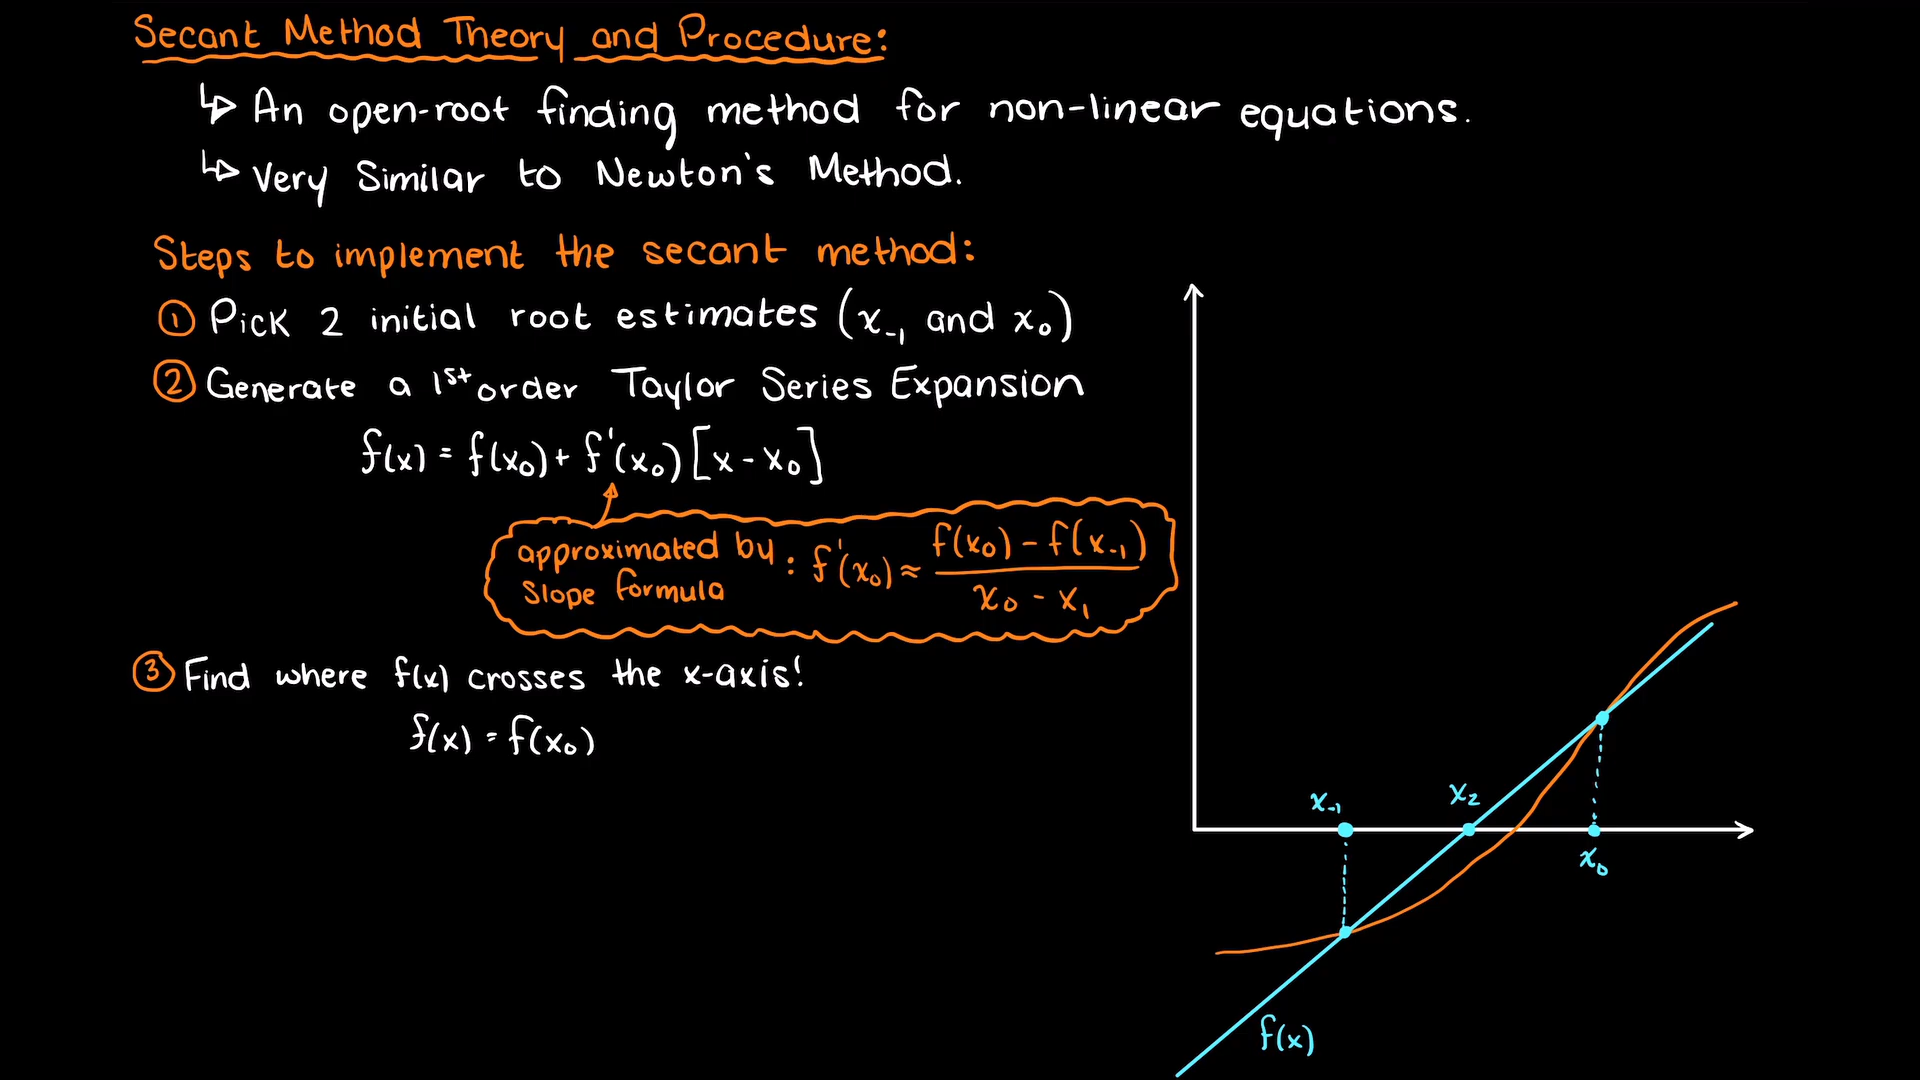 Secant Method Theory and Procedure:
↳ An open-root finding method for non-linear equations.
↳ Very Similar to Newton's Method.
Steps to implement the secant method:
① Pick 2 initial root estimates (x₋₁ and x₀)
② Generate a 1st order Taylor Series Expansion
f(x) = f(x₀) + f'(x₀)[x - x₀]
approximated by slope formula : f'(x₀) ≈ (f(x₀) - f(x₋₁)) / (x₀ - x₁)
③ Find where f(x) crosses the x-axis!
f(x) = f(x₀)
x₋₁
x₂
x₀
f(x)